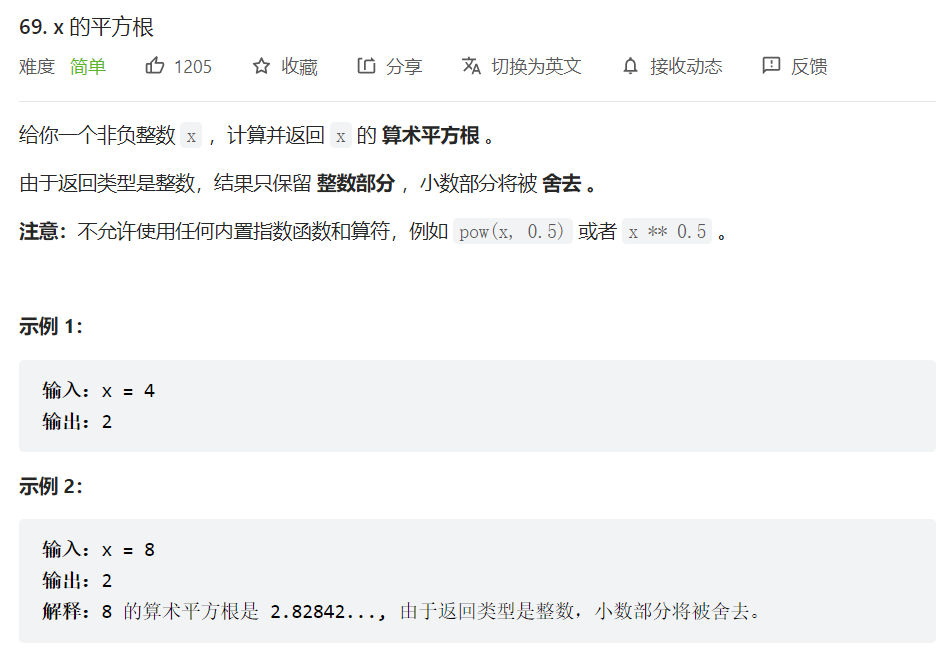 69. x 的平方根
难度 简单 1205 收藏 分享 切换为英文 接收动态 反馈
给你一个非负整数 x ，计算并返回 x 的 算术平方根 。
由于返回类型是整数，结果只保留 整数部分 ，小数部分将被 舍去 。
注意：不允许使用任何内置指数函数和算符，例如 pow(x, 0.5) 或者 x ** 0.5 。
示例 1：
输入：x = 4
输出：2
示例 2：
输入：x = 8
输出：2
解释：8 的算术平方根是 2.82842..., 由于返回类型是整数，小数部分将被舍去。